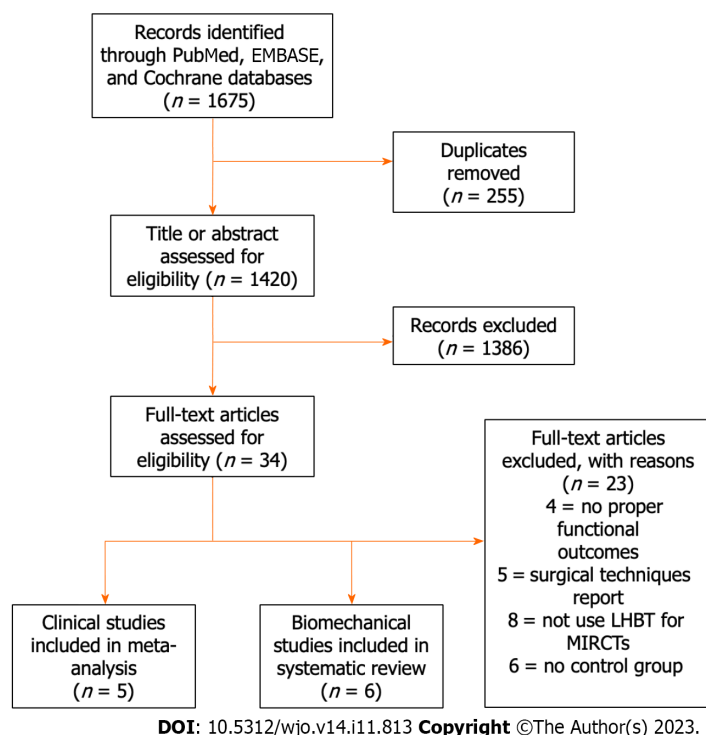 Records identified
through PubMed, EMBASE,
and Cochrane databases
(n = 1675)
Duplicates
removed
(n = 255)
Title or abstract
assessed for
eligibility (n = 1420)
Records excluded
(n = 1386)
Full-text articles
assessed for
eligibility (n = 34)
Full-text articles
excluded, with reasons
(n = 23)
4 = no proper
functional
outcomes
5 = surgical techniques
report
8 = not use LHBT for
MIRCTs
6 = no control group
Clinical studies
included in meta-
analysis
(n = 5)
Biomechanical
studies included in
systematic review
(n = 6)
DOI: 10.5312/wjo.v14.i11.813 Copyright ©The Author(s) 2023.